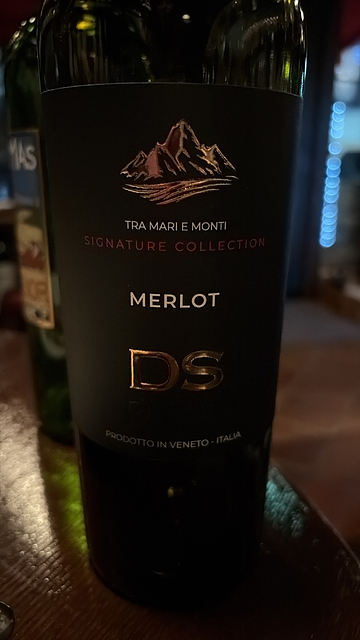 TRA MARI E MONTI
SIGNATURE COLLECTION
MERLOT
DS
PRODOTTO IN VENETO - ITALIA